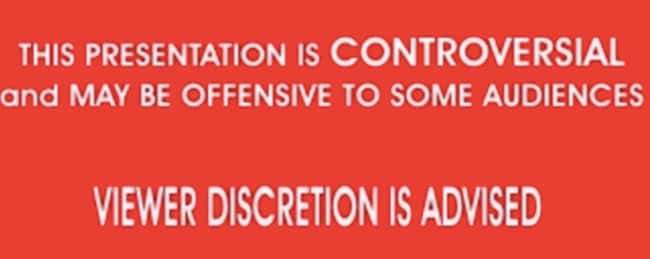 THIS PRESENTATION IS CONTROVERSIAL
and MAY BE OFFENSIVE TO SOME AUDIENCES
VIEWER DISCRETION IS ADVISED